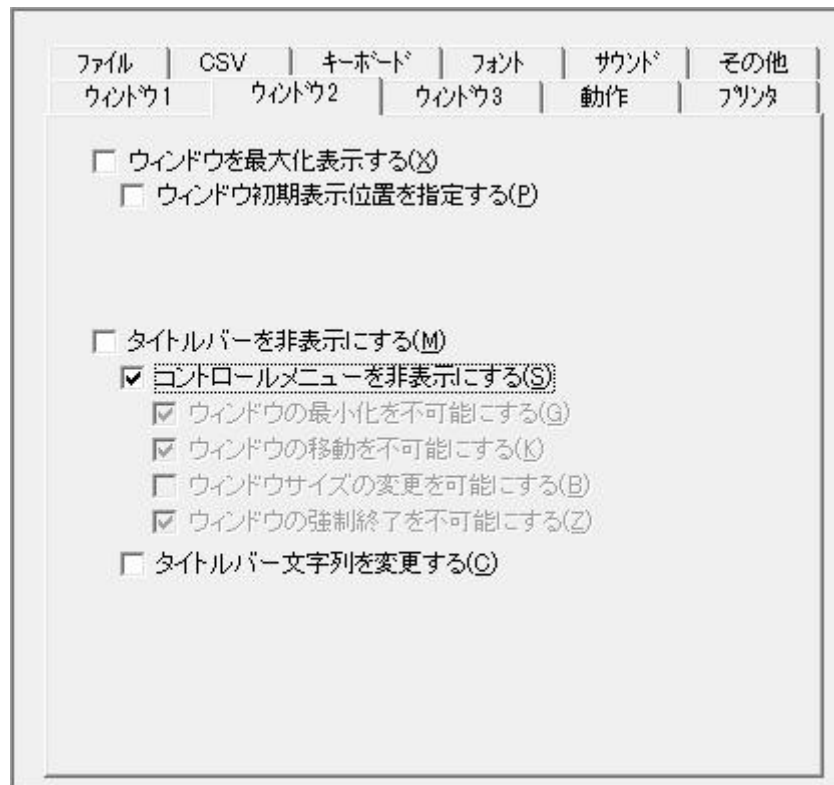 ﾌｧｲﾙ CSV ｷｰﾎﾞｰﾄﾞ ﾌｫﾝﾄ ｻｳﾝﾄﾞ その他
ｳｨﾝﾄﾞｳ1 ｳｨﾝﾄﾞｳ2 ｳｨﾝﾄﾞｳ3 動作 ﾌﾟﾘﾝﾀ
ウィンドウを最大化表示する(X)
ウィンドウ初期表示位置を指定する(P)
タイトルバーを非表示にする(M)
コントロールメニューを非表示にする(S)
ウィンドウの最小化を不可能にする(G)
ウィンドウの移動を不可能にする(K)
ウィンドウサイズの変更を可能にする(B)
ウィンドウの強制終了を不可能にする(Z)
タイトルバー文字列を変更する(C)